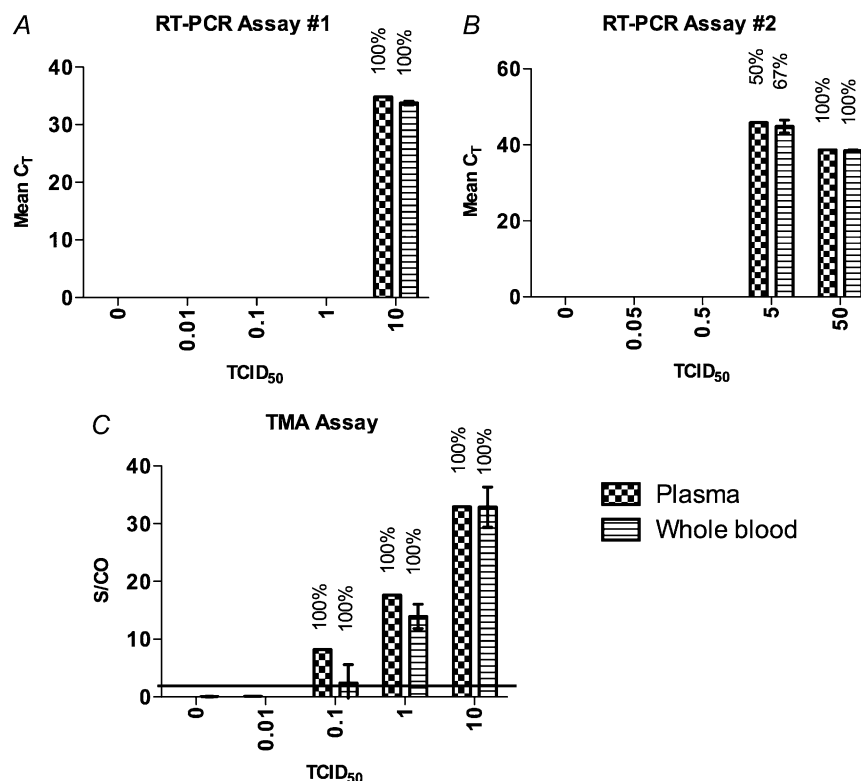 A
RT-PCR Assay #1
100%
100%
40
30
20
10
0
Mean CT
0
0.01
0.1
1
10
TCID50
B
RT-PCR Assay #2
50%
67%
100%
100%
60
40
20
0
Mean CT
0
0.05
0.5
5
50
TCID50
C
TMA Assay
100%
100%
100%
100%
100%
100%
40
30
20
10
0
S/CO
0
0.01
0.1
1
10
TCID50
Plasma
Whole blood